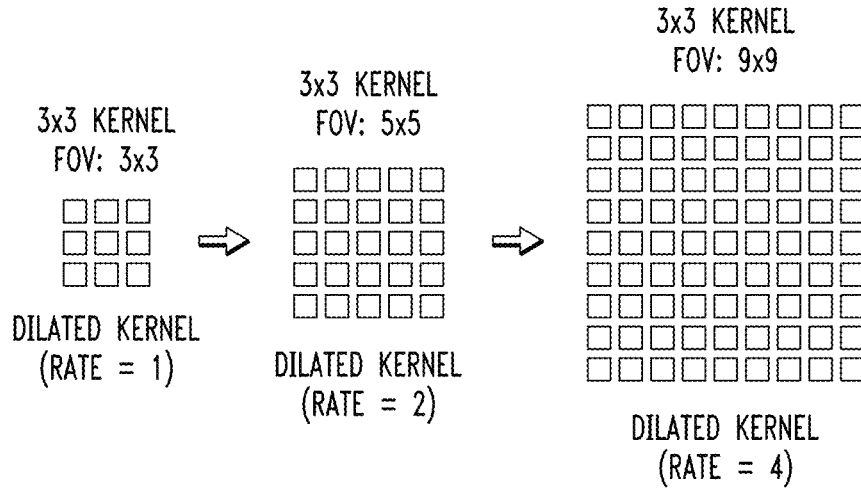 3x3 KERNEL
FOV: 3x3
DILATED KERNEL
(RATE = 1)
3x3 KERNEL
FOV: 5x5
DILATED KERNEL
(RATE = 2)
3x3 KERNEL
FOV: 9x9
DILATED KERNEL
(RATE = 4)